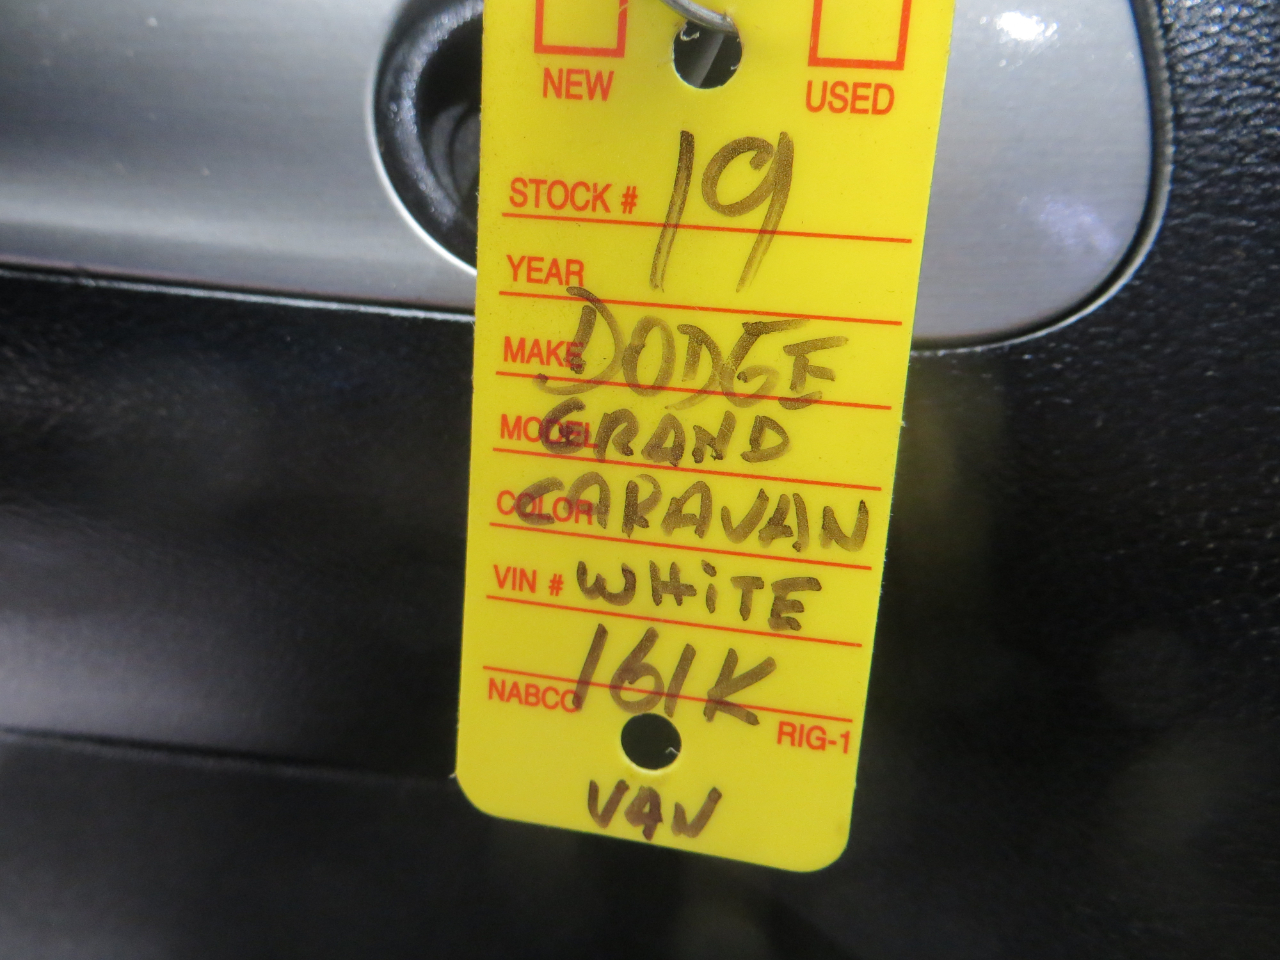 NEW USED
STOCK # 19
YEAR
MAKE DODGE
MODEL GRAND
COLOR CARAVAN
VIN # WHiTE
161K
NABCO RIG-1
VAN